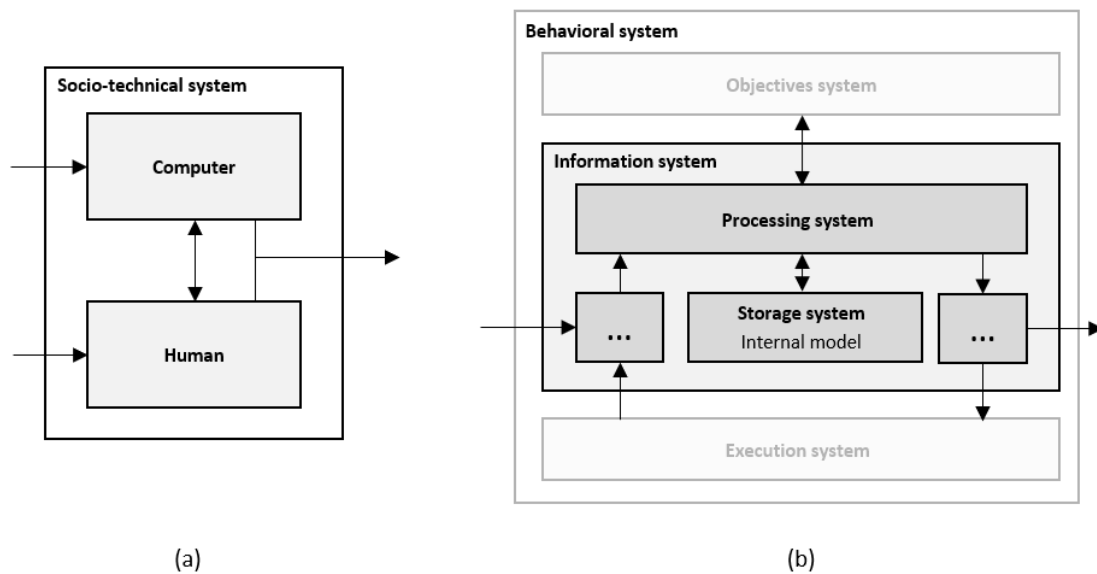 Socio-technical system
Computer
Human
(a)
Behavioral system
Objectives system
Information system
Processing system
...
Storage system
Internal model
...
Execution system
(b)